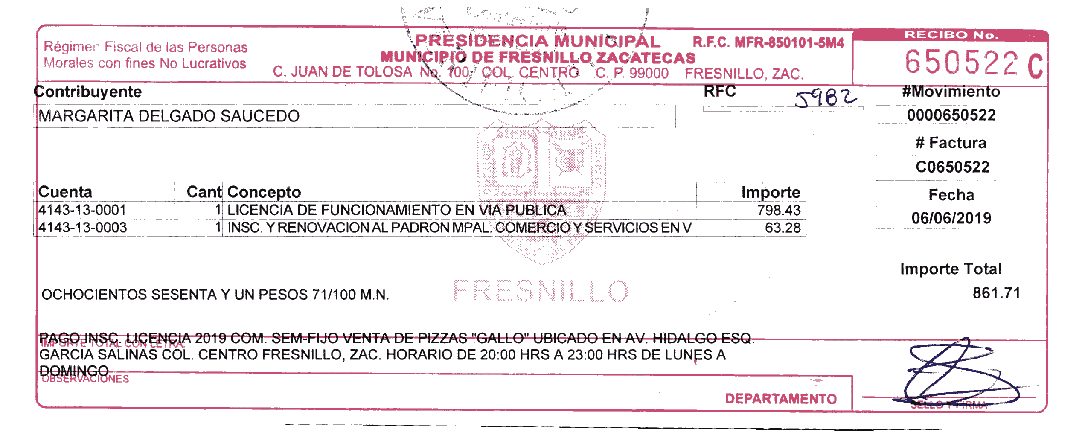 Régimen Fiscal de las Personas
Morales con fines No Lucrativos
PRESIDENCIA MUNICIPAL
MUNICIPIO DE FRESNILLO, ZACATECAS
C. JUAN DE TOLOSA No. 100 COL. CENTRO C. P. 99000 FRESNILLO, ZAC.
R.F.C. MFR-850101-5M4
RECIBO No.
650522 C
Contribuyente
RFC 5982
MARGARITA DELGADO SAUCEDO
#Movimiento
0000650522
# Factura
C0650522
Fecha
06/06/2019
Cuenta Cant Concepto Importe
4143-13-0001 1 LICENCIA DE FUNCIONAMIENTO EN VIA PUBLICA 798.43
4143-13-0003 1 INSC. Y RENOVACION AL PADRON MPAL. COMERCIO Y SERVICIOS EN V 63.28
Importe Total
861.71
OCHOCIENTOS SESENTA Y UN PESOS 71/100 M.N.
FRESNILLO
PAGO INSC. LICENCIA 2019 COM. SEM-FIJO VENTA DE PIZZAS "GALLO" UBICADO EN AV. HIDALGO ESQ.
IMPORTE TOTAL CON LETRA
GARCIA SALINAS COL. CENTRO FRESNILLO, ZAC. HORARIO DE 20:00 HRS A 23:00 HRS DE LUNES A
DOMINGO
OBSERVACIONES
DEPARTAMENTO
SELLO Y FIRMA